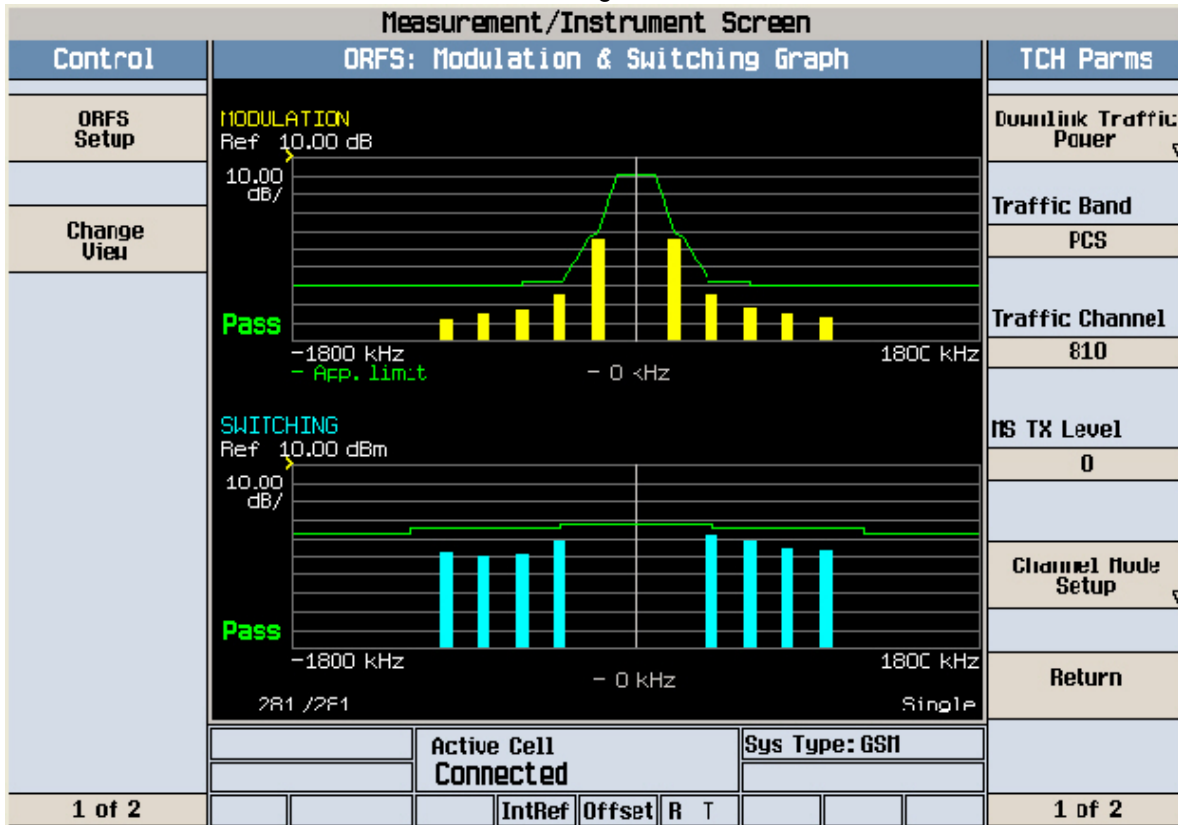 Measurement/Instrument Screen
Control
ORFS: Modulation & Switching Graph
TCH Parms
ORFS
Setup
Change
View
MODULATION
Ref 10.00 dB
10.00
dB/
Pass
-1800 kHz
1800 kHz
- App. limit
- 0 kHz
SWITCHING
Ref 10.00 dBm
10.00
dB/
Pass
-1800 kHz
1800 kHz
- 0 kHz
281 /281
Single
Downlink Traffic
Power
Traffic Band
PCS
Traffic Channel
810
MS TX Level
0
Channel Mode
Setup
Return
Active Cell
Connected
Sys Type: GSM
1 of 2
IntRef
Offset
R T
1 of 2